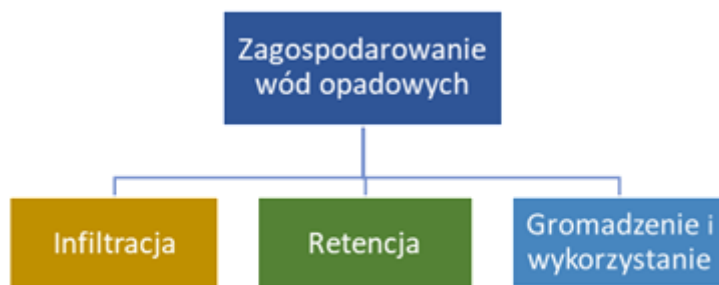 Zagospodarowanie
wód opadowych
Infiltracja
Retencja
Gromadzenie i
wykorzystanie